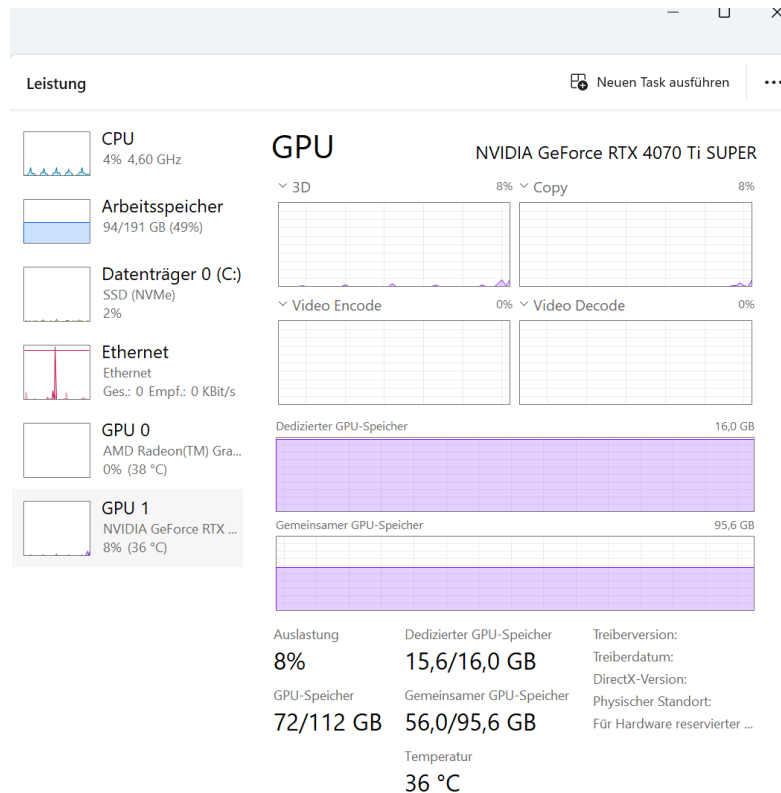 Leistung
Neuen Task ausführen
CPU
4% 4,60 GHz
Arbeitsspeicher
94/191 GB (49%)
Datenträger 0 (C:)
SSD (NVMe)
2%
Ethernet
Ethernet
Ges.: 0 Empf.: 0 KBit/s
GPU 0
AMD Radeon(TM) Gra...
0% (38 °C)
GPU 1
NVIDIA GeForce RTX ...
8% (36 °C)
GPU
NVIDIA GeForce RTX 4070 Ti SUPER
3D 8%
Copy 8%
Video Encode 0%
Video Decode 0%
Dedizierter GPU-Speicher 16,0 GB
Gemeinsamer GPU-Speicher 95,6 GB
Auslastung
8%
Dedizierter GPU-Speicher
15,6/16,0 GB
GPU-Speicher
72/112 GB
Gemeinsamer GPU-Speicher
56,0/95,6 GB
Temperatur
36 °C
Treiberversion:
Treiberdatum:
DirectX-Version:
Physischer Standort:
Für Hardware reservierter ...